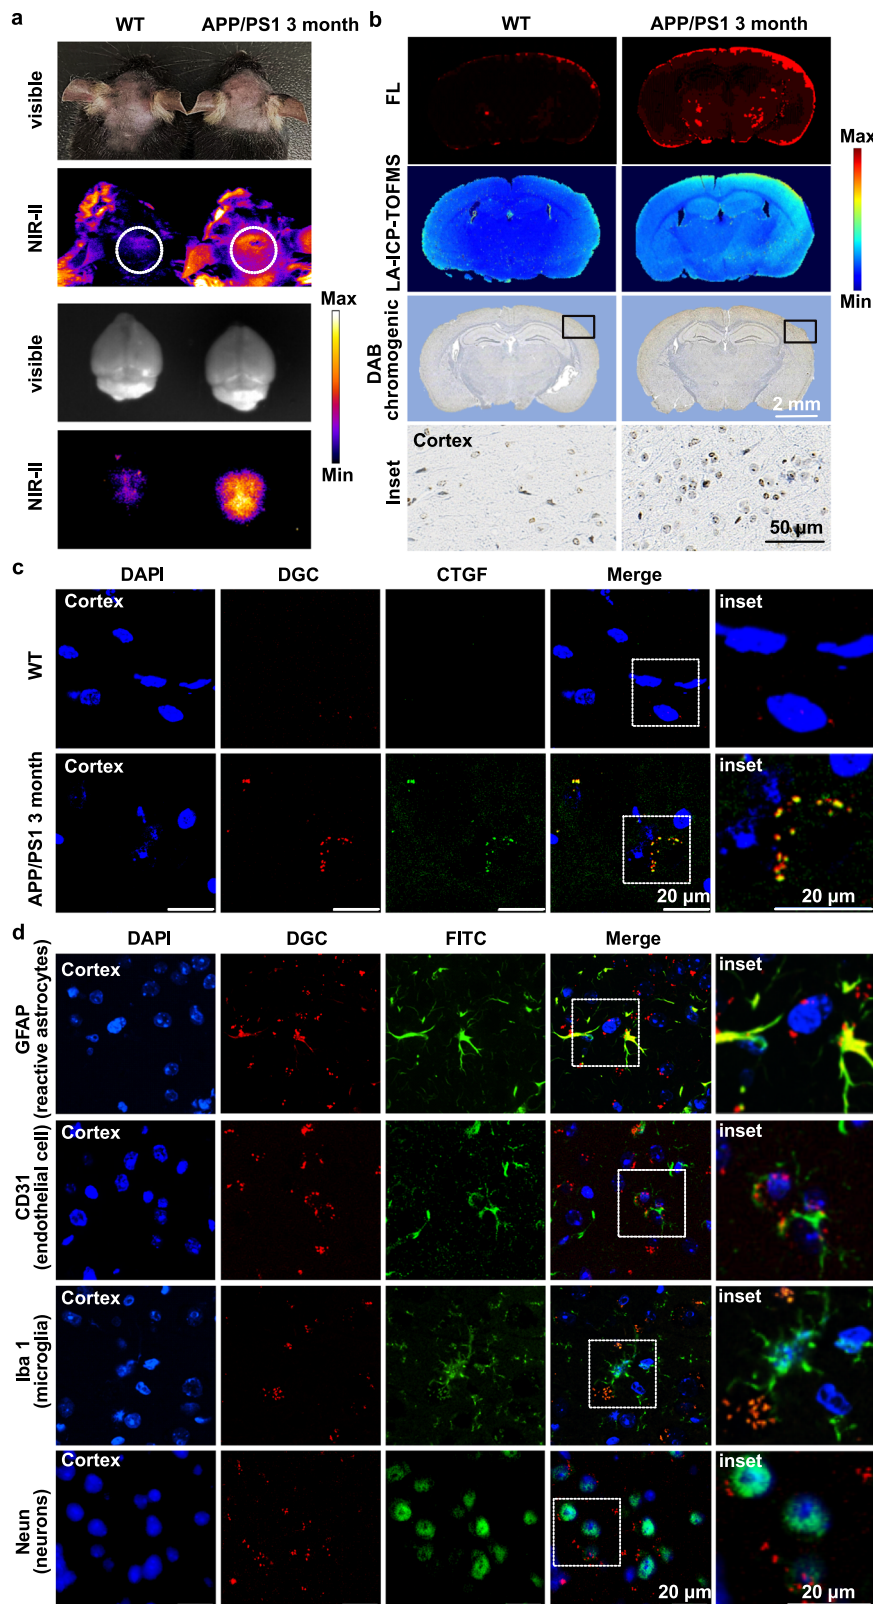 a
WT
APP/PS1 3 month
visible
NIR-II
visible
NIR-II
Max
Min
b
WT
APP/PS1 3 month
FL
LA-ICP-TOFMS
DAB
chromogenic
Inset
Max
Min
2 mm
Cortex
50 µm
c
DAPI
DGC
CTGF
Merge
WT
Cortex
inset
APP/PS1 3 month
Cortex
inset
20 µm
20 µm
d
DAPI
DGC
FITC
Merge
GFAP
(reactive astrocytes)
Cortex
inset
CD31
(endothelial cell)
Cortex
inset
Iba 1
(microglia)
Cortex
inset
Neun
(neurons)
Cortex
inset
20 µm
20 µm